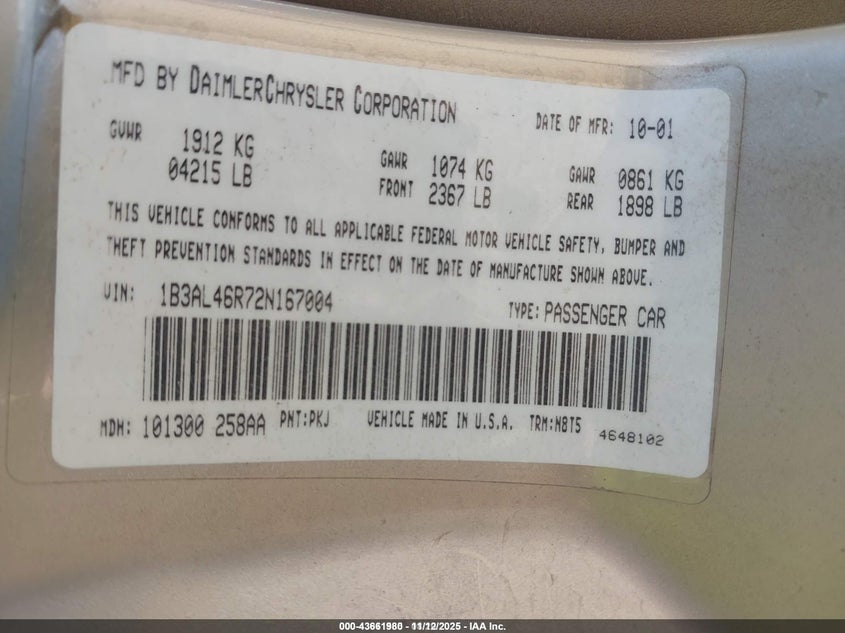 MFD BY DAIMLERCHRYSLER CORPORATION
DATE OF MFR: 10-01
GVWR 1912 KG
04215 LB
GAWR 1074 KG
FRONT 2367 LB
GAWR 0861 KG
REAR 1898 LB
THIS VEHICLE CONFORMS TO ALL APPLICABLE FEDERAL MOTOR VEHICLE SAFETY, BUMPER AND
THEFT PREVENTION STANDARDS IN EFFECT ON THE DATE OF MANUFACTURE SHOWN ABOVE.
VIN: 1B3AL46R72N167004
TYPE: PASSENGER CAR
MDH: 101300 258AA PNT:PKJ VEHICLE MADE IN U.S.A. TRM:N8T5
4648102
000-43661980 - 11/12/2025 - IAA Inc.